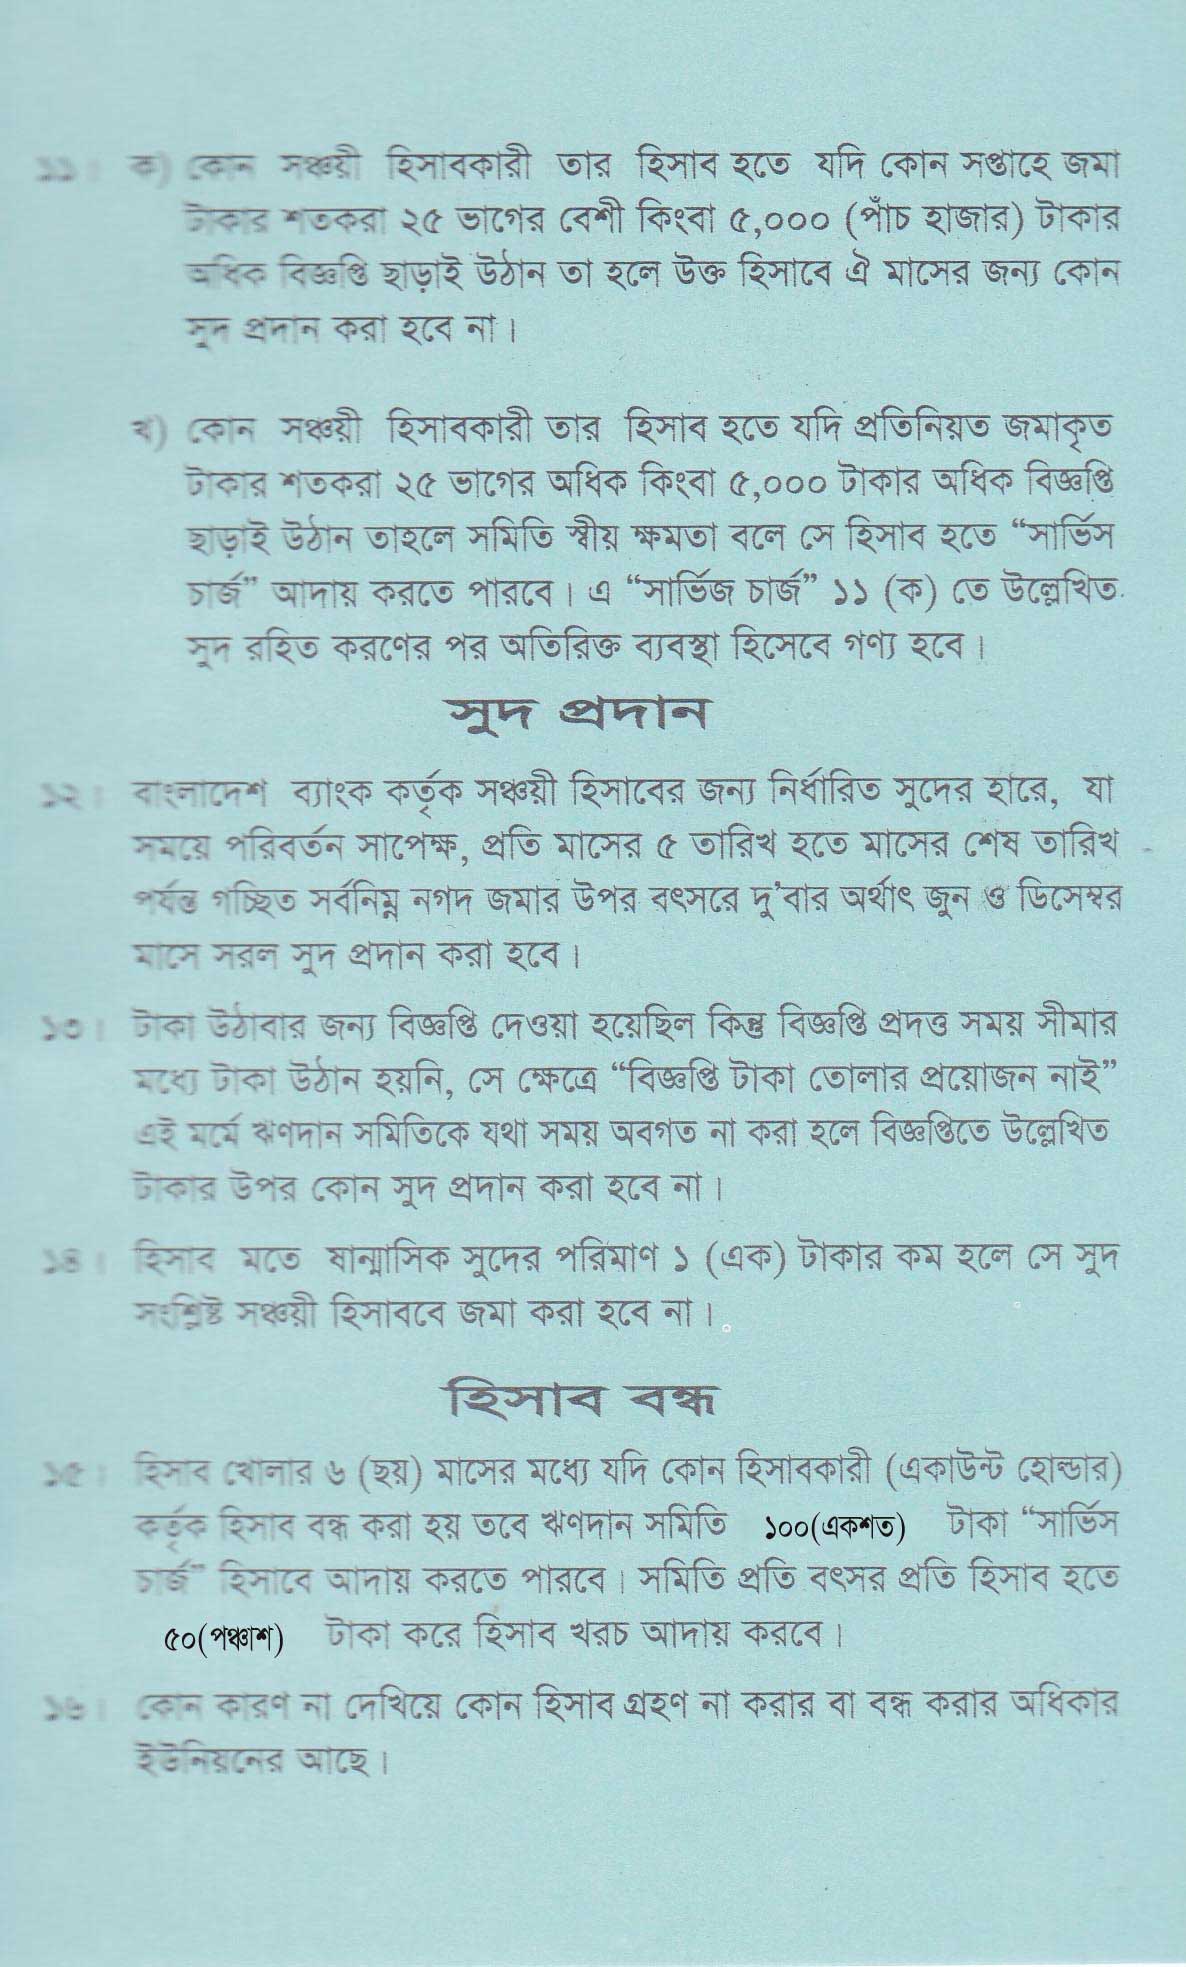 ১১। ক) কোন সঞ্চয়ী হিসাবকারী তার হিসাব হতে যদি কোন সপ্তাহে জমা
টাকার শতকরা ২৫ ভাগের বেশী কিংবা ৫,০০০ (পাঁচ হাজার) টাকার
অধিক বিজ্ঞপ্তি ছাড়াই উঠান তা হলে উক্ত হিসাবে ঐ মাসের জন্য কোন
সুদ প্রদান করা হবে না।
খ) কোন সঞ্চয়ী হিসাবকারী তার হিসাব হতে যদি প্রতিনিয়ত জমাকৃত
টাকার শতকরা ২৫ ভাগের অধিক কিংবা ৫,০০০ টাকার অধিক বিজ্ঞপ্তি
ছাড়াই উঠান তাহলে সমিতি স্বীয় ক্ষমতা বলে সে হিসাব হতে “সার্ভিস
চার্জ” আদায় করতে পারবে। এ “সার্ভিজ চার্জ” ১১ (ক) তে উল্লেখিত
সুদ রহিত করণের পর অতিরিক্ত ব্যবস্থা হিসেবে গণ্য হবে।
সুদ প্রদান
১২। বাংলাদেশ ব্যাংক কর্তৃক সঞ্চয়ী হিসাবের জন্য নির্ধারিত সুদের হারে, যা
সময়ে পরিবর্তন সাপেক্ষ, প্রতি মাসের ৫ তারিখ হতে মাসের শেষ তারিখ
পর্যন্ত গচ্ছিত সর্বনিম্ন নগদ জমার উপর বৎসরে দু’বার অর্থাৎ জুন ও ডিসেম্বর
মাসে সরল সুদ প্রদান করা হবে।
১৩। টাকা উঠাবার জন্য বিজ্ঞপ্তি দেওয়া হয়েছিল কিন্তু বিজ্ঞপ্তি প্রদত্ত সময় সীমার
মধ্যে টাকা উঠান হয়নি, সে ক্ষেত্রে “বিজ্ঞপ্তি টাকা তোলার প্রয়োজন নাই”
এই মর্মে ঋণদান সমিতিকে যথা সময় অবগত না করা হলে বিজ্ঞপ্তিতে উল্লেখিত
টাকার উপর কোন সুদ প্রদান করা হবে না।
১৪। হিসাব মতে ষান্মাসিক সুদের পরিমাণ ১ (এক) টাকার কম হলে সে সুদ
সংশ্লিষ্ট সঞ্চয়ী হিসাববে জমা করা হবে না।
হিসাব বন্ধ
১৫। হিসাব খোলার ৬ (ছয়) মাসের মধ্যে যদি কোন হিসাবকারী (একাউন্ট হোল্ডার)
কর্তৃক হিসাব বন্ধ করা হয় তবে ঋণদান সমিতি ১০০(একশত) টাকা “সার্ভিস
চার্জ” হিসাবে আদায় করতে পারবে। সমিতি প্রতি বৎসর প্রতি হিসাব হতে
৫০(পঞ্চাশ) টাকা করে হিসাব খরচ আদায় করবে।
১৬। কোন কারণ না দেখিয়ে কোন হিসাব গ্রহণ না করার বা বন্ধ করার অধিকার
ইউনিয়নের আছে।